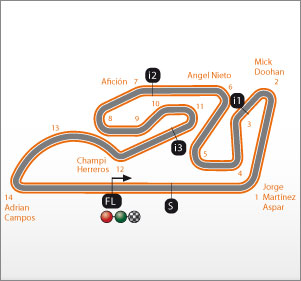 Mick
Doohan
2
Angel Nieto
6
i2
7
Afición
i1
3
10
11
8
9
i3
5
4
13
Champi
Herreros
12
14
Adrian
Campos
FL
S
1
Jorge
Martínez
Aspar